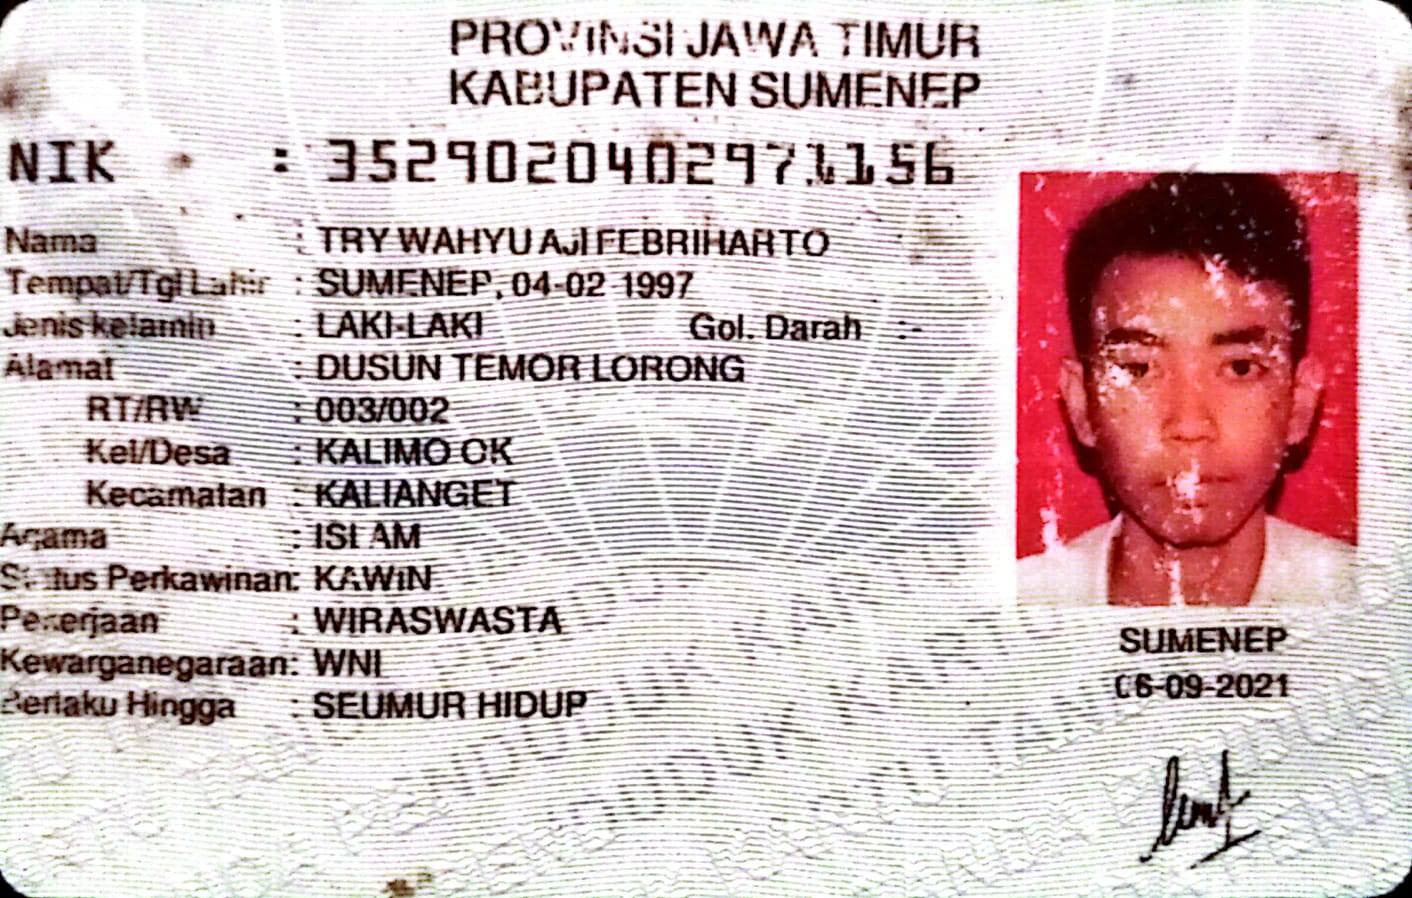 PROVINSI JAWA TIMUR
KABUPATEN SUMENEP
NIK : 3529020402971156
Nama : TRY WAHYU AJI FEBRIHARTO
Tempat/Tgl Lahir : SUMENEP, 04-02 1997
Jenis kelamin : LAKI-LAKI Gol. Darah :-
Alamat : DUSUN TEMOR LORONG
RT/RW : 003/002
Kel/Desa : KALIMO OK
Kecamatan : KALIANGET
Agama : ISLAM
Status Perkawinan: KAWIN
Pekerjaan : WIRASWASTA
Kewarganegaraan: WNI
Berlaku Hingga : SEUMUR HIDUP
SUMENEP
06-09-2021